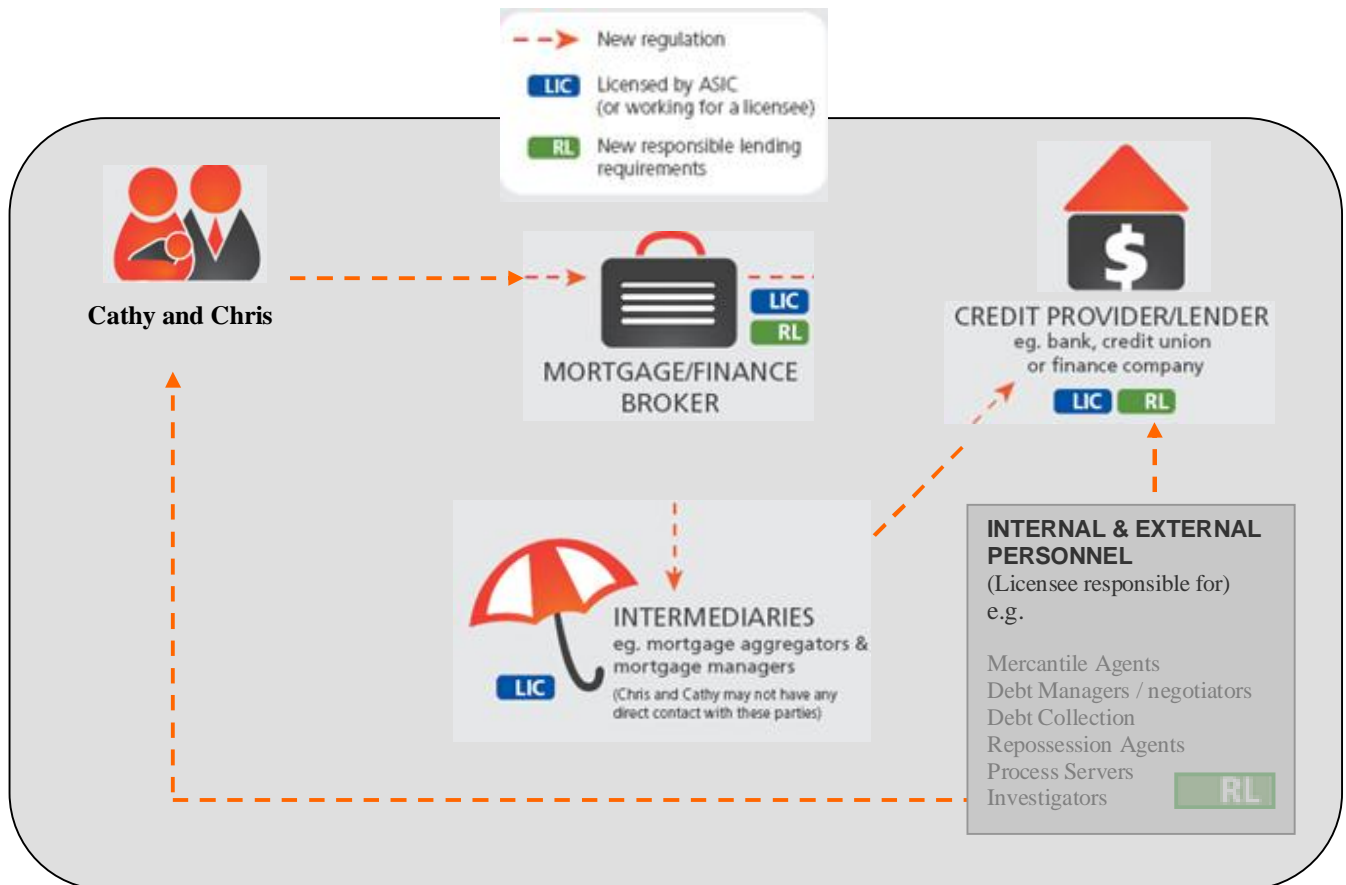 New regulation
LIC Licensed by ASIC
(or working for a licensee)
RL New responsible lending
requirements
Cathy and Chris
LIC
RL
MORTGAGE/FINANCE
BROKER
$
CREDIT PROVIDER/LENDER
eg. bank, credit union
or finance company
LIC RL
INTERMEDIARIES
eg. mortgage aggregators &
mortgage managers
(Chris and Cathy may not have any
direct contact with these parties)
LIC
INTERNAL & EXTERNAL
PERSONNEL
(Licensee responsible for)
e.g.
Mercantile Agents
Debt Managers / negotiators
Debt Collection
Repossession Agents
Process Servers
Investigators
RL